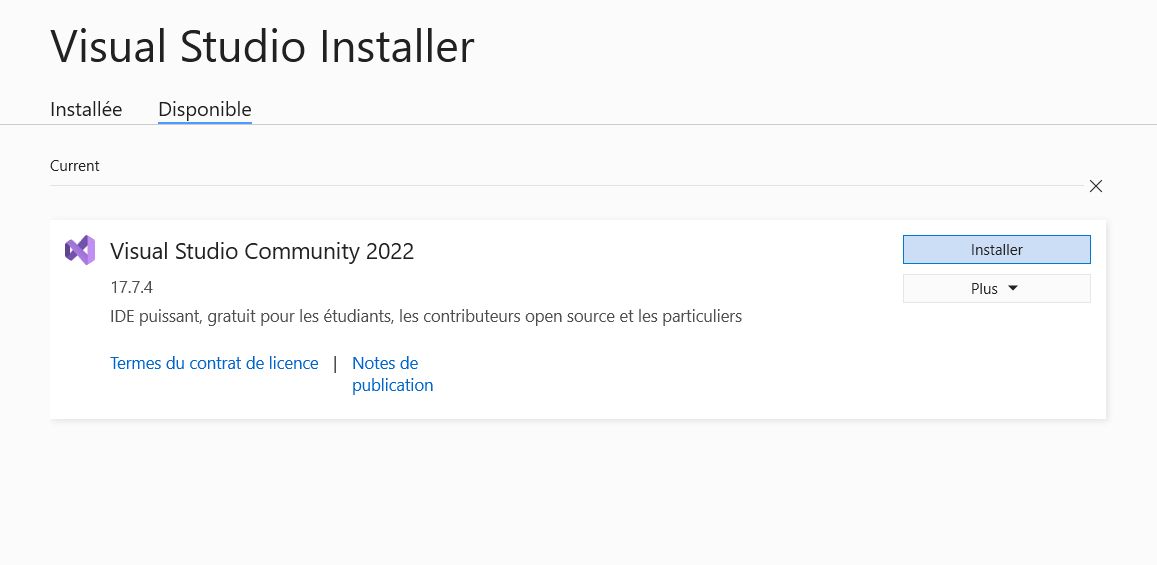 Visual Studio Installer
Installée Disponible
Current
Visual Studio Community 2022
Installer
17.7.4
Plus
IDE puissant, gratuit pour les étudiants, les contributeurs open source et les particuliers
Termes du contrat de licence | Notes de
publication